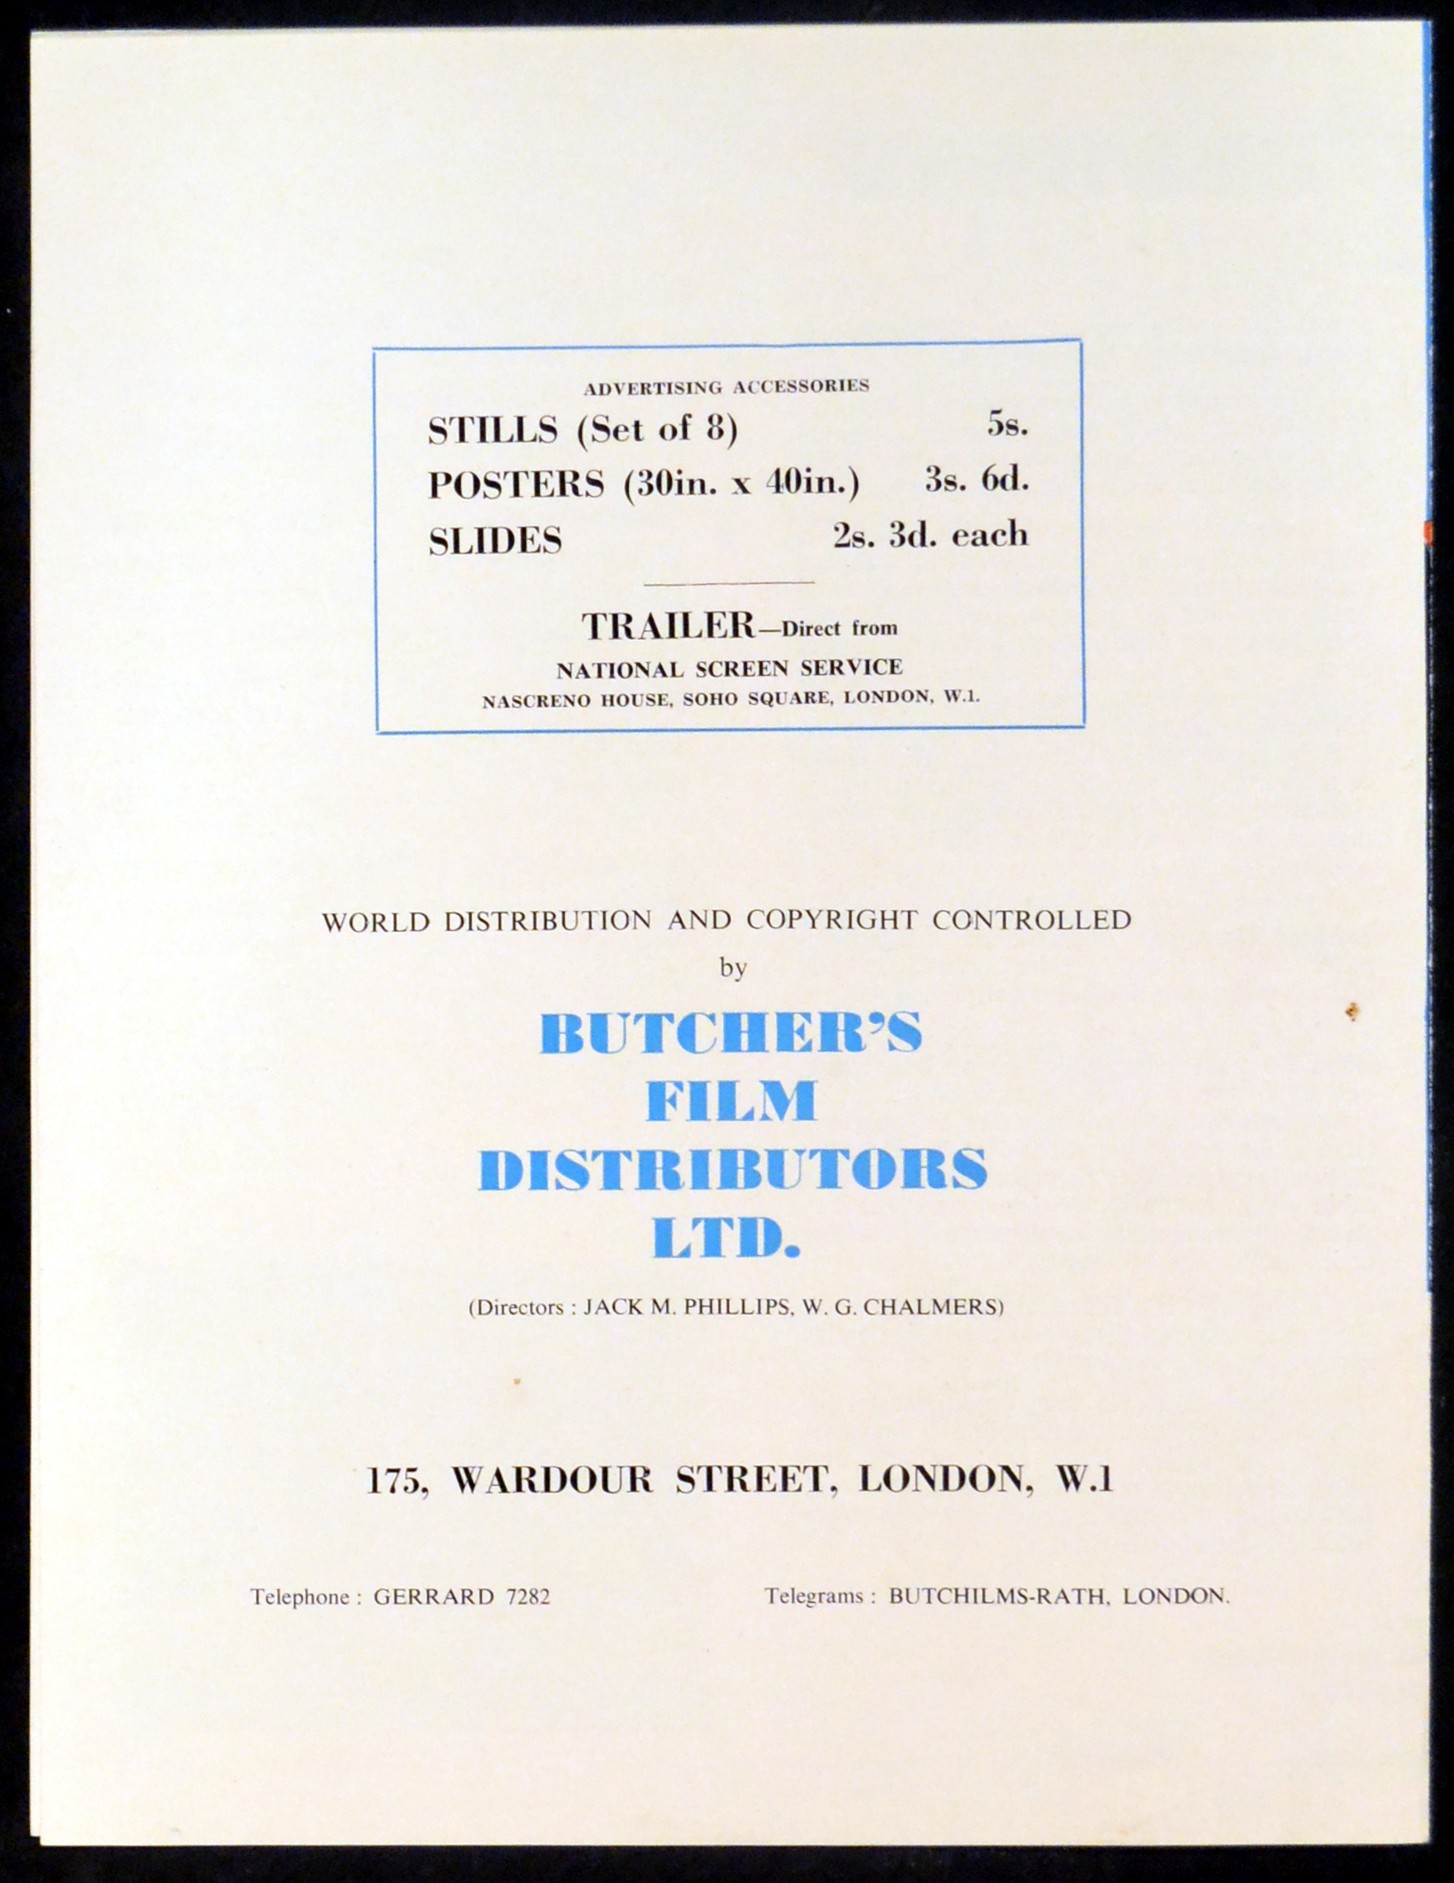 ADVERTISING ACCESSORIES
STILLS (Set of 8) 5s.
POSTERS (30in. x 40in.) 3s. 6d.
SLIDES 2s. 3d. each
TRAILER—Direct from
NATIONAL SCREEN SERVICE
NASCRENO HOUSE, SOHO SQUARE, LONDON, W.1.
WORLD DISTRIBUTION AND COPYRIGHT CONTROLLED
by
BUTCHER'S
FILM
DISTRIBUTORS
LTD.
(Directors : JACK M. PHILLIPS, W. G. CHALMERS)
175, WARDOUR STREET, LONDON, W.1
Telephone : GERRARD 7282 Telegrams : BUTCHILMS-RATH, LONDON.